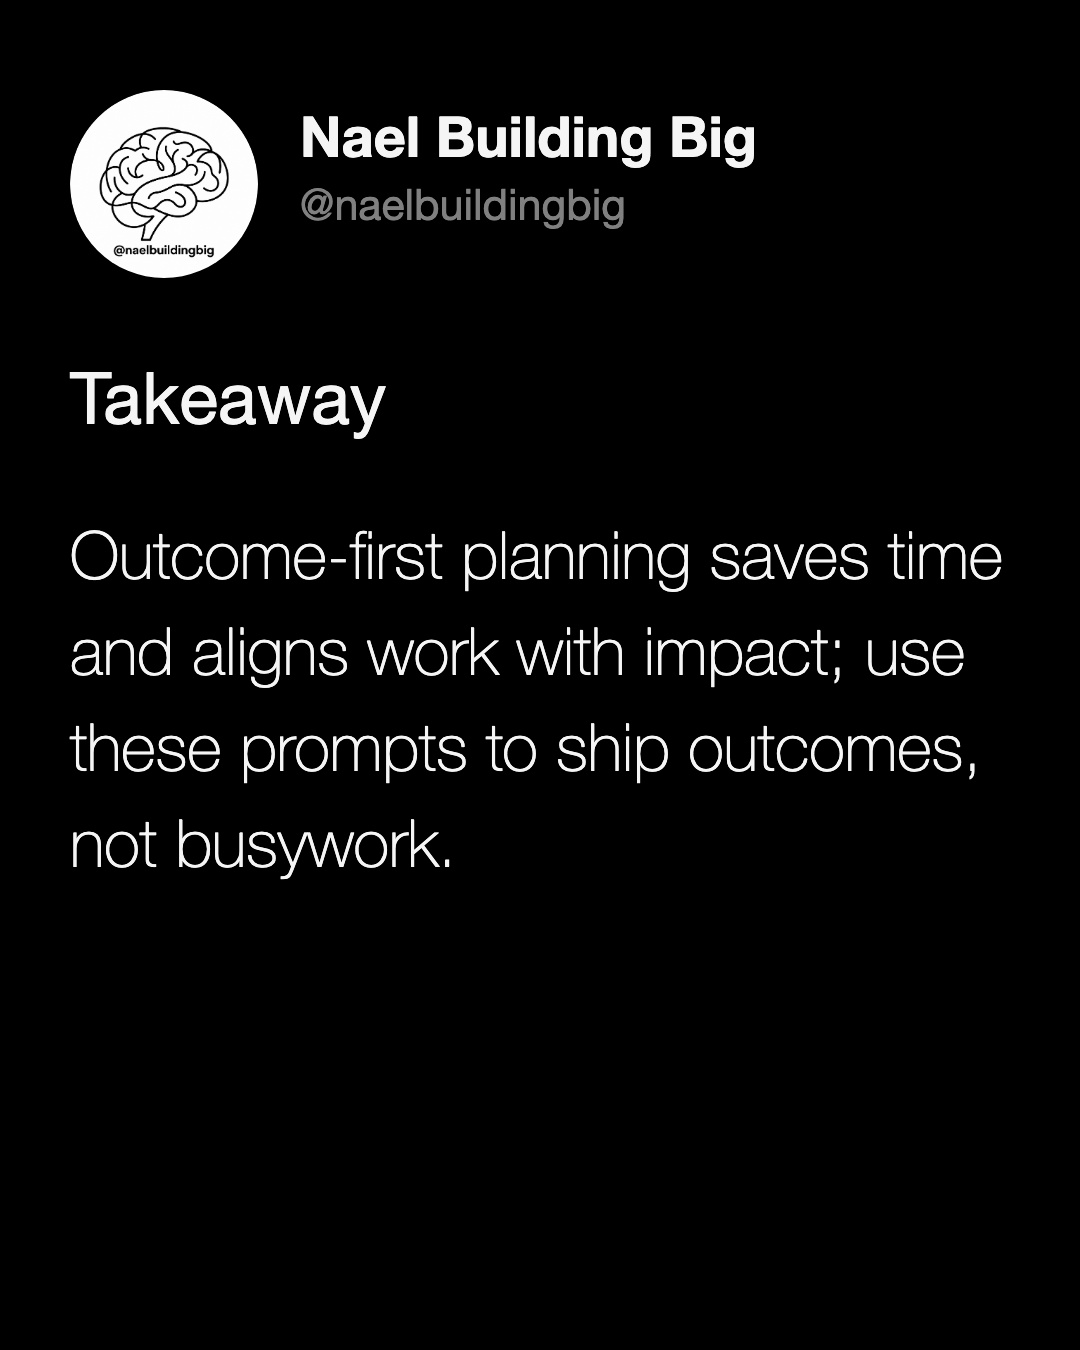 Nael Building Big
@naelbuildingbig
@naelbuildingbig
Takeaway
Outcome-first planning saves time
and aligns work with impact; use
these prompts to ship outcomes,
not busywork.